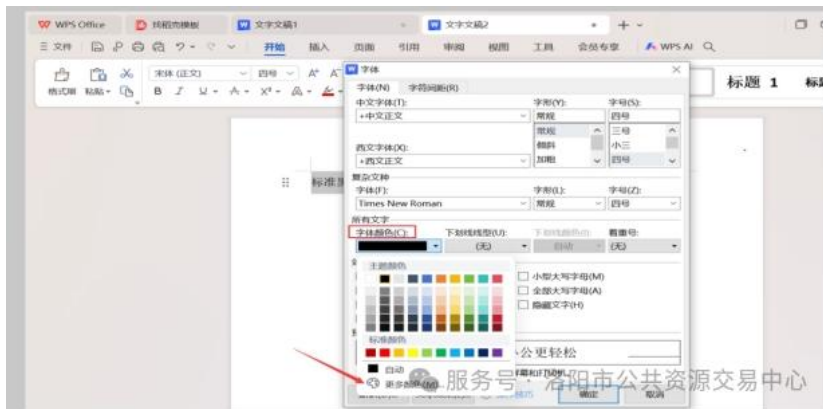 WPS Office
找稻壳模板
文字文稿1
文字文稿2
文件
开始
插入
页面
引用
审阅
视图
工具
会员专享
WPS AI
格式刷
粘贴
宋体 (正文)
四号
标题 1
字体
字体(N)
字符间距(R)
中文字体(T):
字形(Y):
字号(S):
+中文正文
常规
四号
常规
三号
倾斜
小三
西文字体(X):
加粗
四号
+西文正文
复杂文种
字体(F):
字形(L):
字号(Z):
Times New Roman
常规
四号
所有文字
字体颜色(C):
下划线线型(U):
下划线颜色(I):
着重号:
(无)
自动
(无)
主题颜色
小型大写字母(M)
全部大写字母(A)
隐藏文字(H)
标准颜色
公更轻松
自动
更多颜色(M)...
服务号 · 洛阳市公共资源交易中心
确定
取消